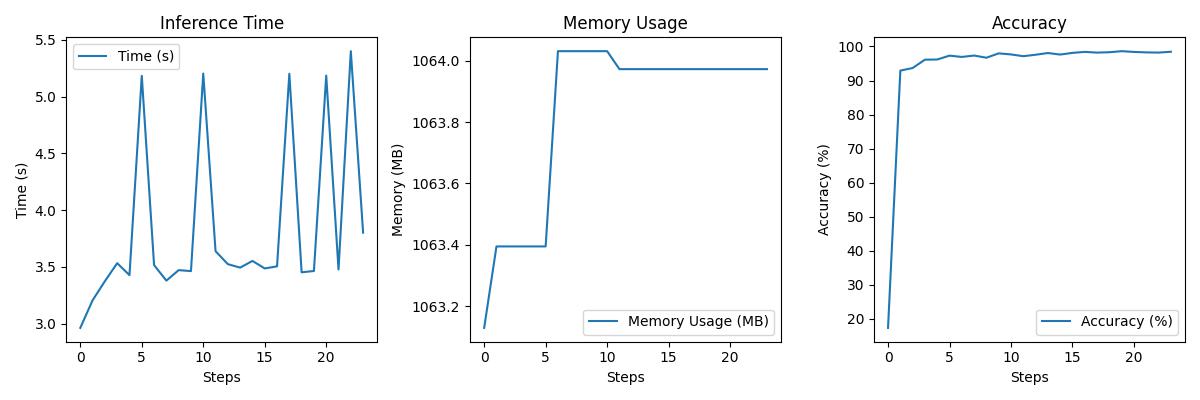 Inference Time
Time (s)
5.5
5.0
4.5
4.0
3.5
3.0
Time (s)
0 5 10 15 20
Steps
Memory Usage
Memory (MB)
1064.0
1063.8
1063.6
1063.4
1063.2
Memory Usage (MB)
0 5 10 15 20
Steps
Accuracy
Accuracy (%)
100
90
80
70
60
50
40
30
20
Accuracy (%)
0 5 10 15 20
Steps